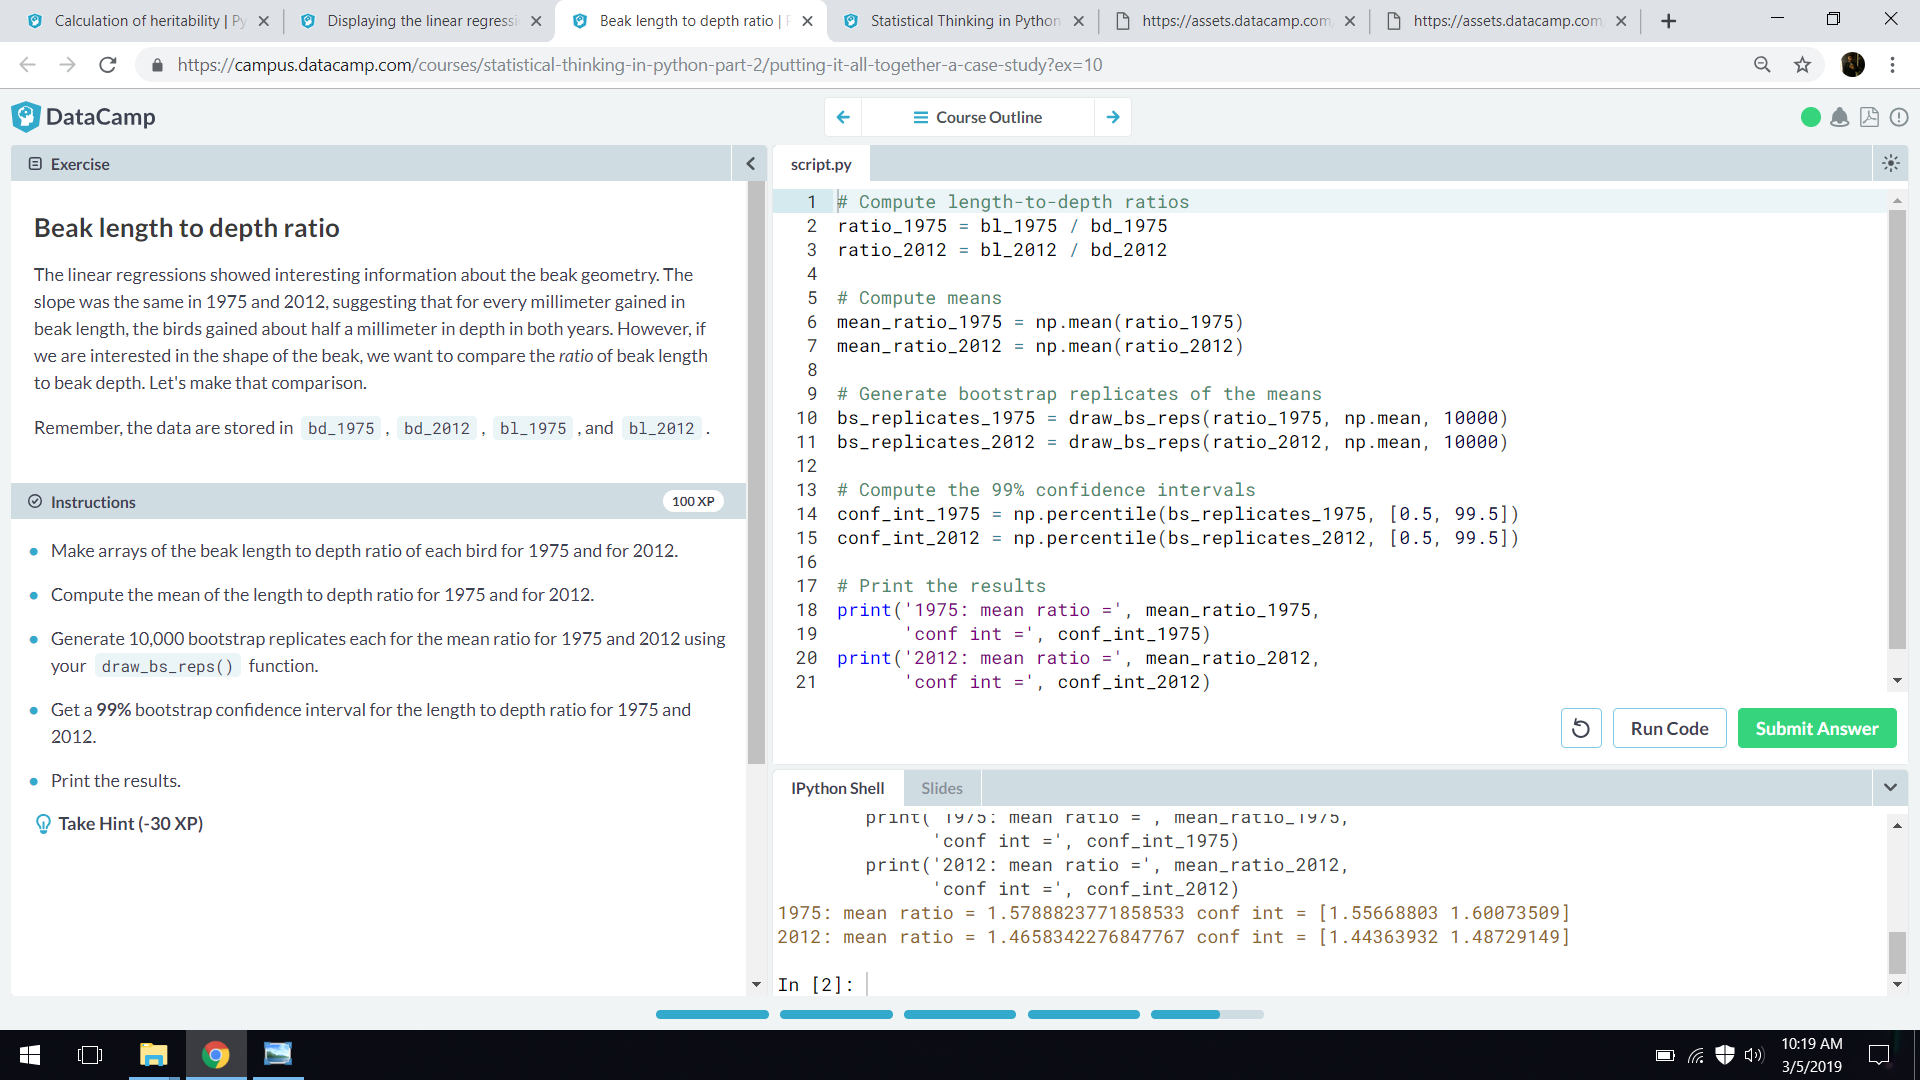 Calculation of heritability | Py
Displaying the linear regressi
Beak length to depth ratio | P
Statistical Thinking in Python
https://assets.datacamp.com
https://assets.datacamp.com
https://campus.datacamp.com/courses/statistical-thinking-in-python-part-2/putting-it-all-together-a-case-study?ex=10
DataCamp
Course Outline
Exercise
Beak length to depth ratio
The linear regressions showed interesting information about the beak geometry. The
slope was the same in 1975 and 2012, suggesting that for every millimeter gained in
beak length, the birds gained about half a millimeter in depth in both years. However, if
we are interested in the shape of the beak, we want to compare the ratio of beak length
to beak depth. Let's make that comparison.
Remember, the data are stored in bd_1975 , bd_2012 , bl_1975 , and bl_2012 .
Instructions
100 XP
Make arrays of the beak length to depth ratio of each bird for 1975 and for 2012.
Compute the mean of the length to depth ratio for 1975 and for 2012.
Generate 10,000 bootstrap replicates each for the mean ratio for 1975 and 2012 using
your draw_bs_reps() function.
Get a 99% bootstrap confidence interval for the length to depth ratio for 1975 and
2012.
Print the results.
Take Hint (-30 XP)
script.py
1 # Compute length-to-depth ratios
2 ratio_1975 = bl_1975 / bd_1975
3 ratio_2012 = bl_2012 / bd_2012
4
5 # Compute means
6 mean_ratio_1975 = np.mean(ratio_1975)
7 mean_ratio_2012 = np.mean(ratio_2012)
8
9 # Generate bootstrap replicates of the means
10 bs_replicates_1975 = draw_bs_reps(ratio_1975, np.mean, 10000)
11 bs_replicates_2012 = draw_bs_reps(ratio_2012, np.mean, 10000)
12
13 # Compute the 99% confidence intervals
14 conf_int_1975 = np.percentile(bs_replicates_1975, [0.5, 99.5])
15 conf_int_2012 = np.percentile(bs_replicates_2012, [0.5, 99.5])
16
17 # Print the results
18 print('1975: mean ratio =', mean_ratio_1975,
19 'conf int =', conf_int_1975)
20 print('2012: mean ratio =', mean_ratio_2012,
21 'conf int =', conf_int_2012)
Run Code
Submit Answer
IPython Shell
Slides
print('1975: mean ratio =', mean_ratio_1975,
'conf int =', conf_int_1975)
print('2012: mean ratio =', mean_ratio_2012,
'conf int =', conf_int_2012)
1975: mean ratio = 1.5788823771858533 conf int = [1.55668803 1.60073509]
2012: mean ratio = 1.4658342276847767 conf int = [1.44363932 1.48729149]
In [2]:
10:19 AM
3/5/2019